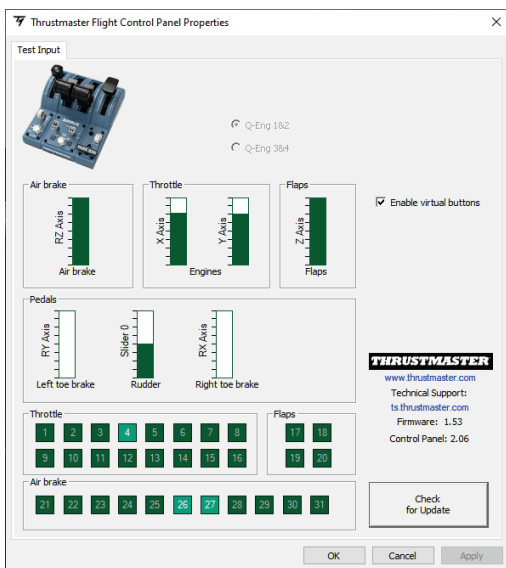 Thrustmaster Flight Control Panel Properties
Test Input
Q-Eng 1&2
Q-Eng 3&4
Air brake
RZ Axis
Air brake
Throttle
X Axis
Y Axis
Engines
Flaps
Z Axis
Flaps
Enable virtual buttons
Pedals
RY Axis
Left toe brake
Slider 0
Rudder
RX Axis
Right toe brake
THRUSTMASTER
www.thrustmaster.com
Technical Support:
ts.thrustmaster.com
Firmware: 1.53
Control Panel: 2.06
Throttle
1 2 3 4 5 6 7 8
9 10 11 12 13 14 15 16
Flaps
17 18
19 20
Air brake
21 22 23 24 25 26 27 28 29 30 31
Check
for Update
OK Cancel Apply